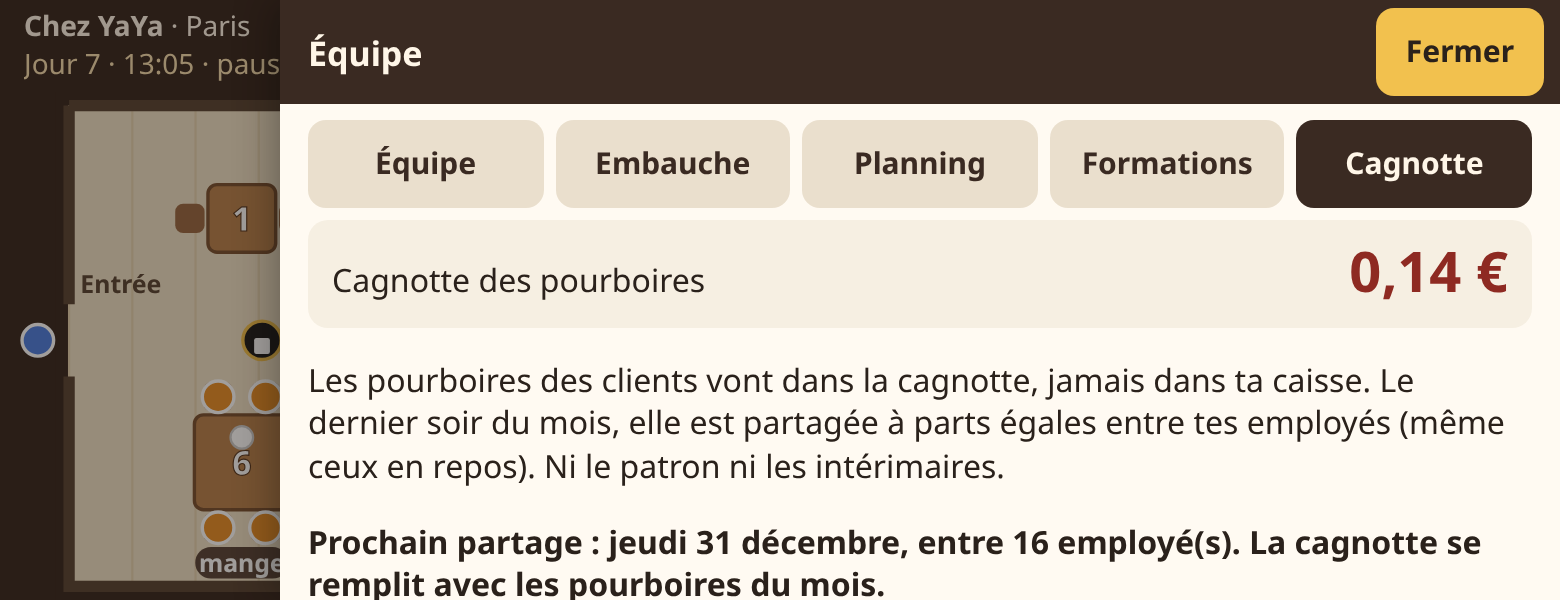 Chez YaYa · Paris
Jour 7 · 13:05 · paus
Équipe
Fermer
Équipe
Embauche
Planning
Formations
Cagnotte
Cagnotte des pourboires
0,14 €
Les pourboires des clients vont dans la cagnotte, jamais dans ta caisse. Le
dernier soir du mois, elle est partagée à parts égales entre tes employés (même
ceux en repos). Ni le patron ni les intérimaires.
Prochain partage : jeudi 31 décembre, entre 16 employé(s). La cagnotte se
remplit avec les pourboires du mois.
1
Entrée
6
mange